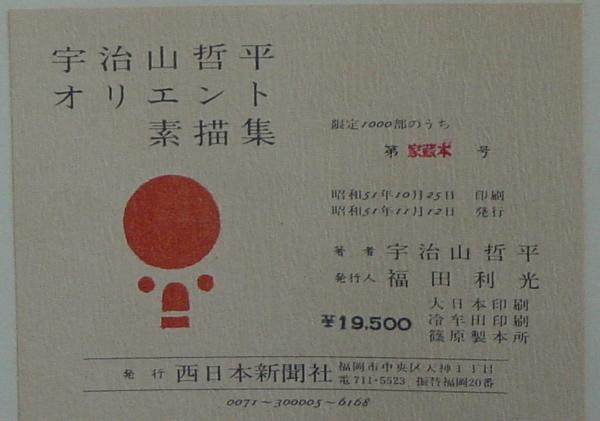 宇治山哲平
オリエント
素描集
限定1000部のうち
第 家蔵本 号
昭和51年10月25日 印刷
昭和51年11月12日 発行
著者 宇治山哲平
発行人 福田利光
大日本印刷
¥19,500 冷牟田印刷
篠原製本所
発行 西日本新聞社
福岡市中央区天神1丁目
電711・5523 振替福岡20番
0071〜300005〜6168